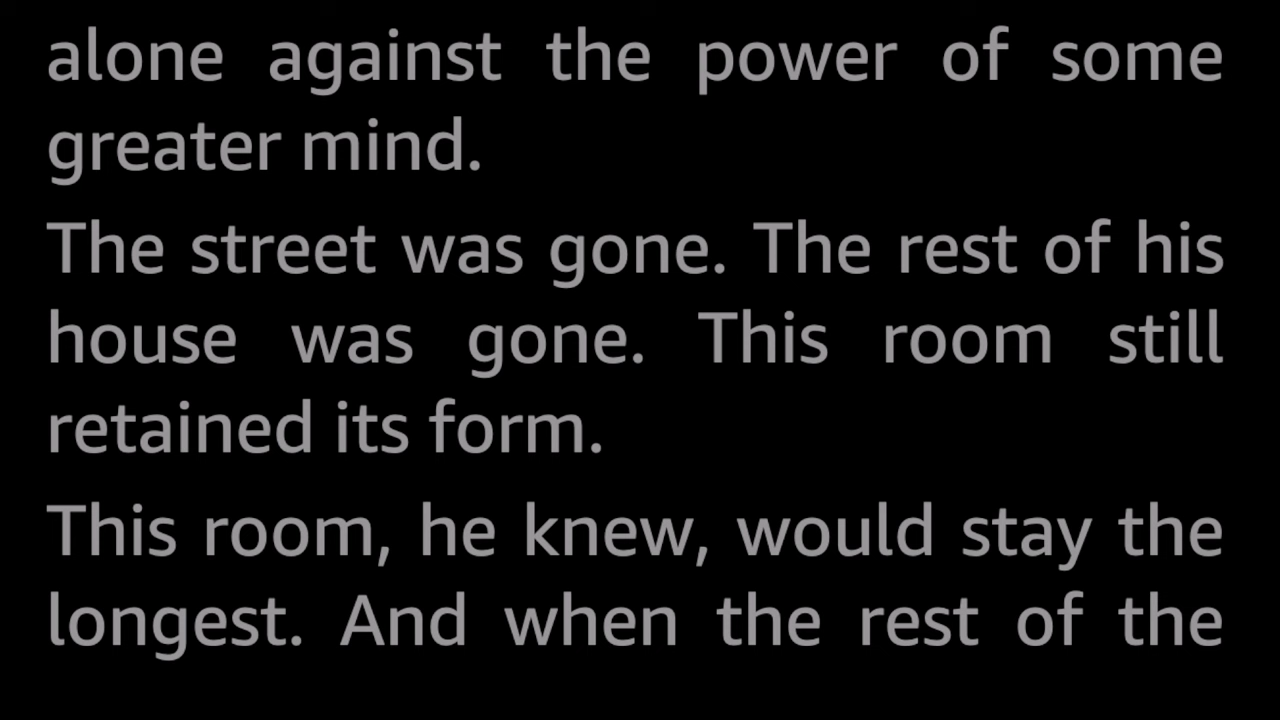 alone against the power of some
greater mind.
The street was gone. The rest of his
house was gone. This room still
retained its form.
This room, he knew, would stay the
longest. And when the rest of the